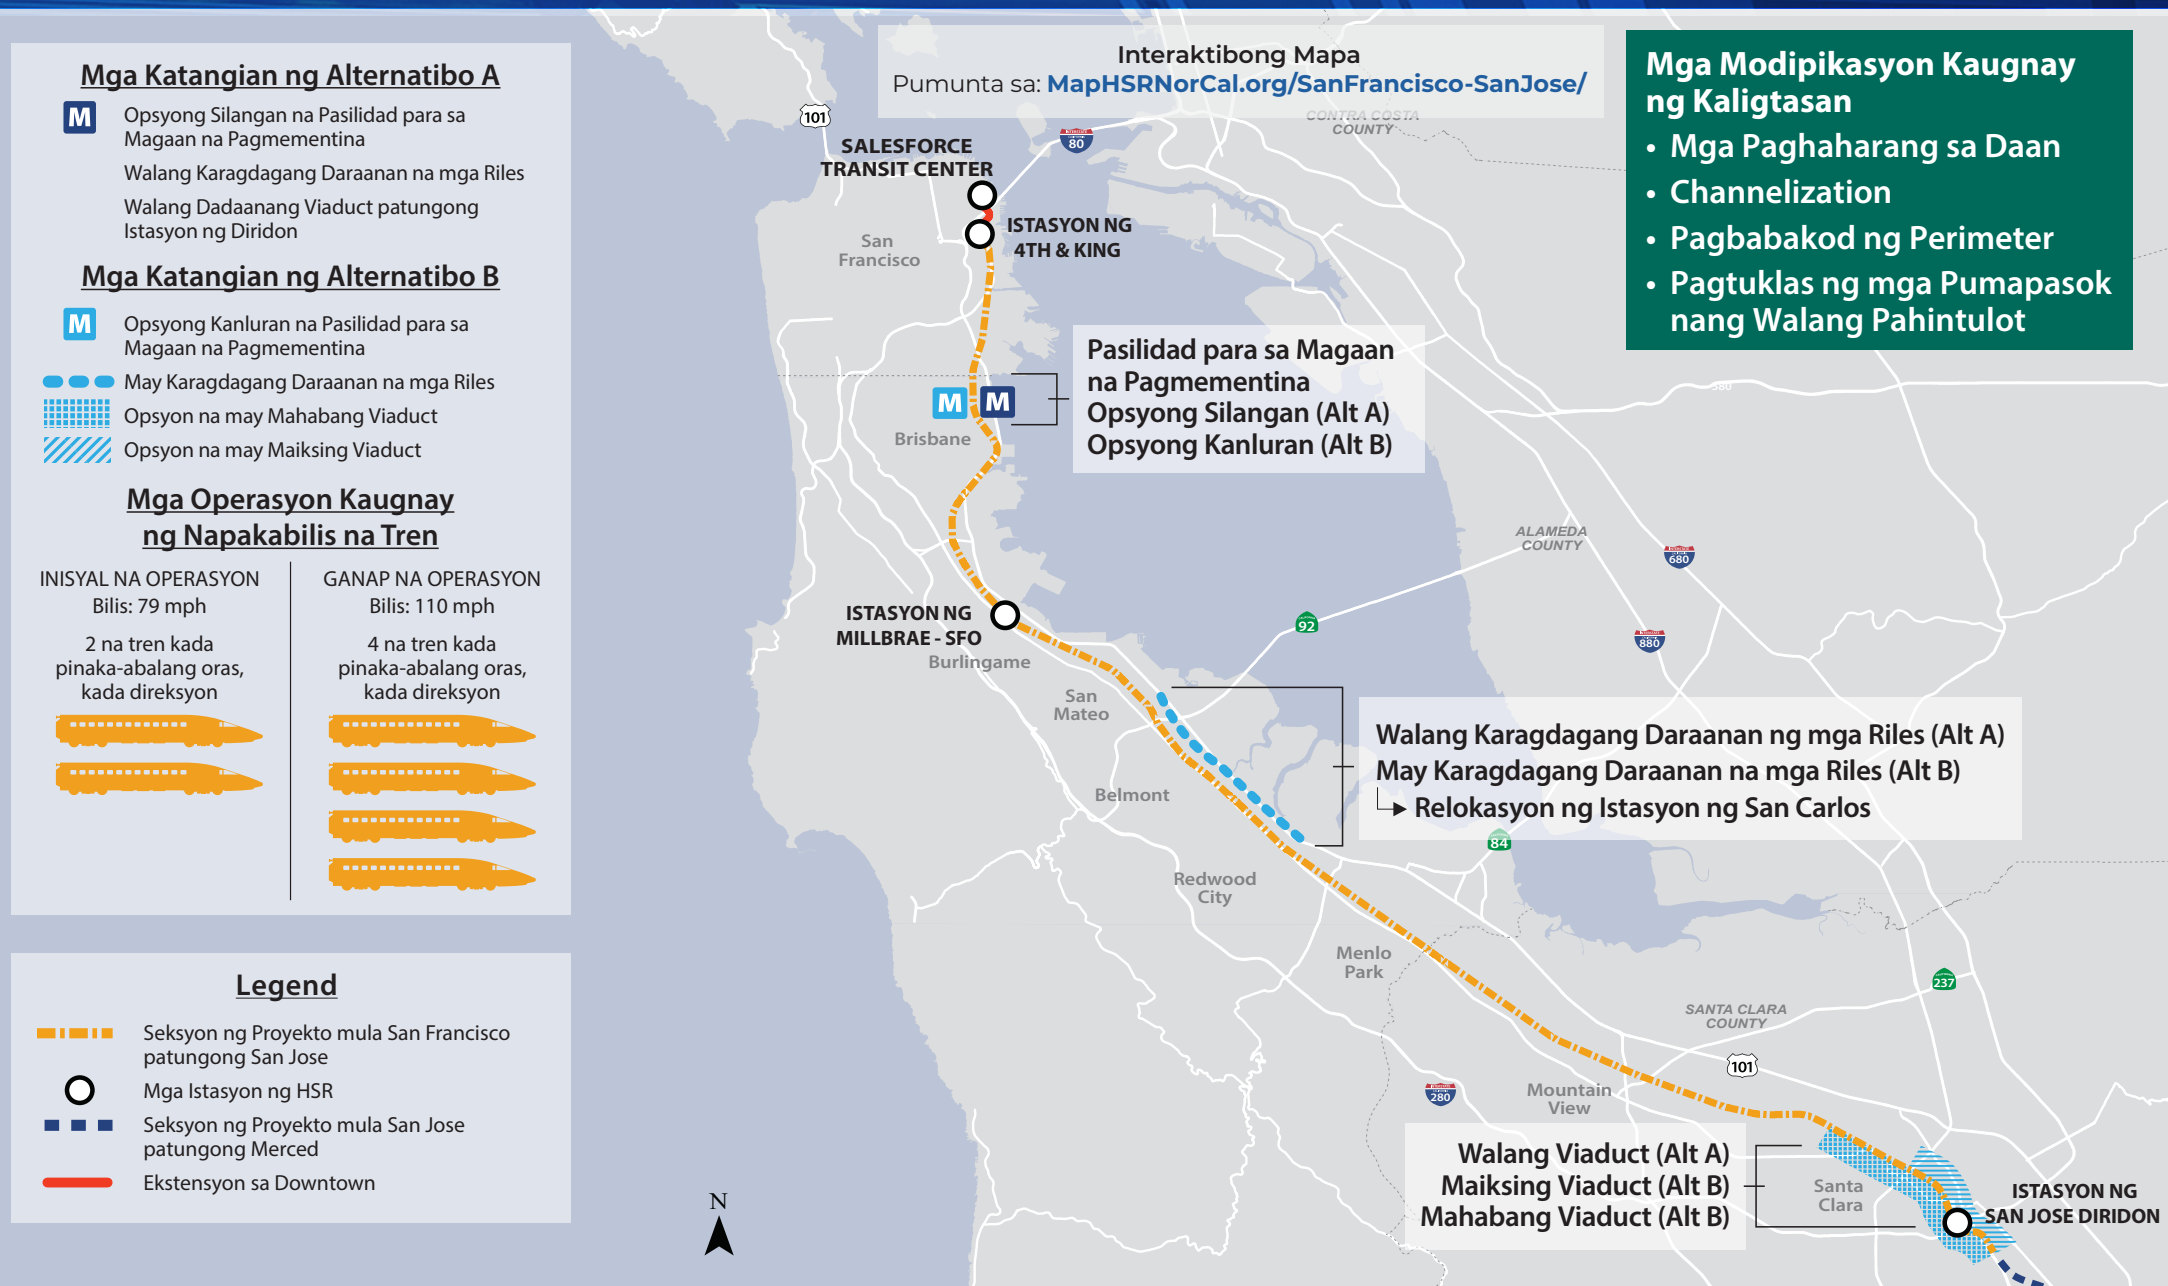 Mga Katangian ng Alternatibo A
M
Opsyong Silangan na Pasilidad para sa
Magaan na Pagmementina
Walang Karagdagang Daraanan na mga Riles
Walang Dadaanang Viaduct patungong
Istasyon ng Diridon
Mga Katangian ng Alternatibo B
M
Opsyong Kanluran na Pasilidad para sa
Magaan na Pagmementina
May Karagdagang Daraanan na mga Riles
Opsyon na may Mahabang Viaduct
Opsyon na may Maiksing Viaduct
Mga Operasyon Kaugnay
ng Napakabilis na Tren
INISYAL NA OPERASYON
Bilis: 79 mph
2 na tren kada
pinaka-abalang oras,
kada direksyon
GANAP NA OPERASYON
Bilis: 110 mph
4 na tren kada
pinaka-abalang oras,
kada direksyon
Legend
Seksyon ng Proyekto mula San Francisco
patungong San Jose
Mga Istasyon ng HSR
Seksyon ng Proyekto mula San Jose
patungong Merced
Ekstensyon sa Downtown
Interaktibong Mapa
Pumunta sa: MapHSRNorCal.org/SanFrancisco-SanJose/
Mga Modipikasyon Kaugnay
ng Kaligtasan
• Mga Paghaharang sa Daan
• Channelization
• Pagbabakod ng Perimeter
• Pagtuklas ng mga Pumapasok
nang Walang Pahintulot
101
80
CONTRA COSTA
COUNTY
SALESFORCE
TRANSIT CENTER
ISTASYON NG
4TH & KING
San
Francisco
Pasilidad para sa Magaan
na Pagmementina
Opsyong Silangan (Alt A)
Opsyong Kanluran (Alt B)
580
M
M
Brisbane
ALAMEDA
COUNTY
680
ISTASYON NG
MILLBRAE - SFO
92
880
Burlingame
San
Mateo
Walang Karagdagang Daraanan ng mga Riles (Alt A)
May Karagdagang Daraanan na mga Riles (Alt B)
Relokasyon ng Istasyon ng San Carlos
Belmont
84
Redwood
City
Menlo
Park
237
SANTA CLARA
COUNTY
101
280
Mountain
View
Walang Viaduct (Alt A)
Maiksing Viaduct (Alt B)
Mahabang Viaduct (Alt B)
Santa
Clara
ISTASYON NG
SAN JOSE DIRIDON
N